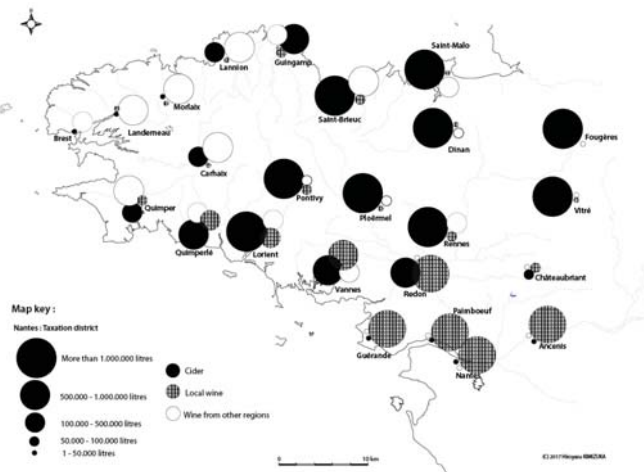 Saint-Malo
Lannion
Guingamp
Morlaix
Saint-Brieuc
Landerneau
Brest
Dinan
Fougères
Carhaix
Pontivy
Ploërmel
Vitré
Quimper
Rennes
Quimperlé
Lorient
Vannes
Redon
Châteaubriant
Paimboeuf
Guérande
Ancenis
Nantes
Map key :
Nantes : Taxation district
More than 1.000.000 litres
500.000 - 1.000.000 litres
100.000 - 500.000 litres
50.000 - 100.000 litres
1 - 50.000 litres
Cider
Local wine
Wine from other regions
0
10 km